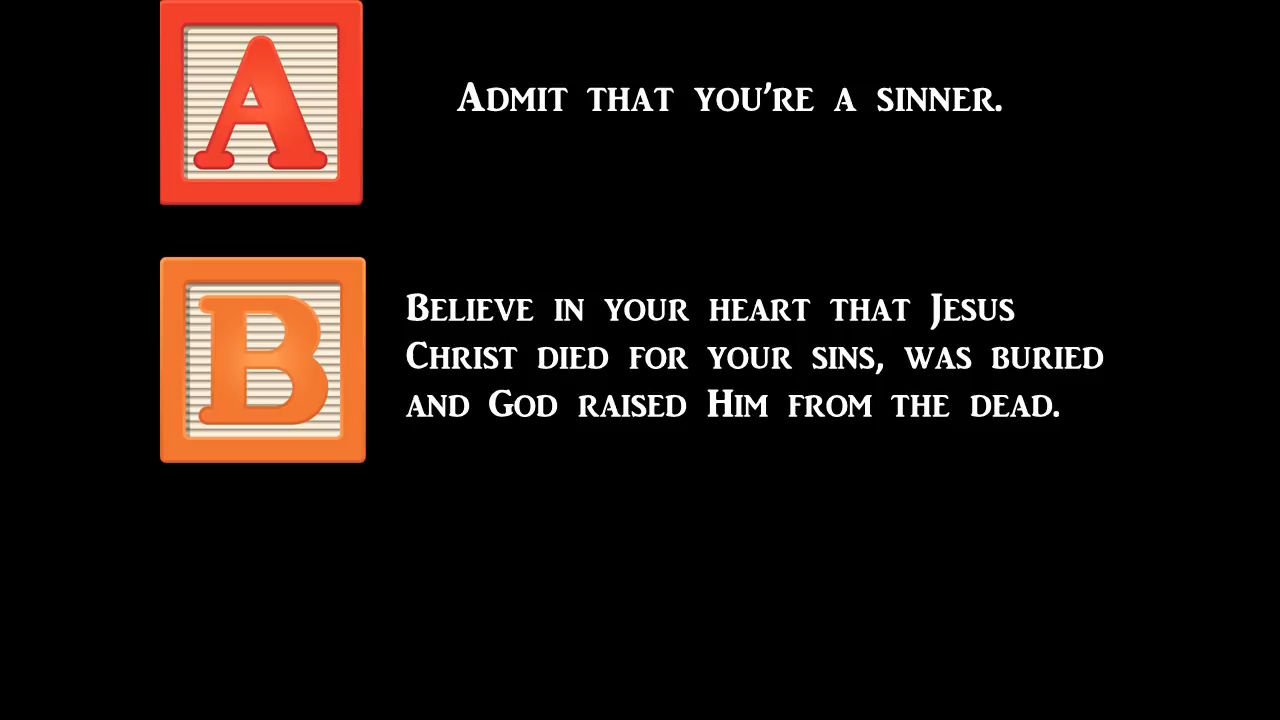 A
Admit that you're a sinner.
B
Believe in your heart that Jesus
Christ died for your sins, was buried
and God raised Him from the dead.